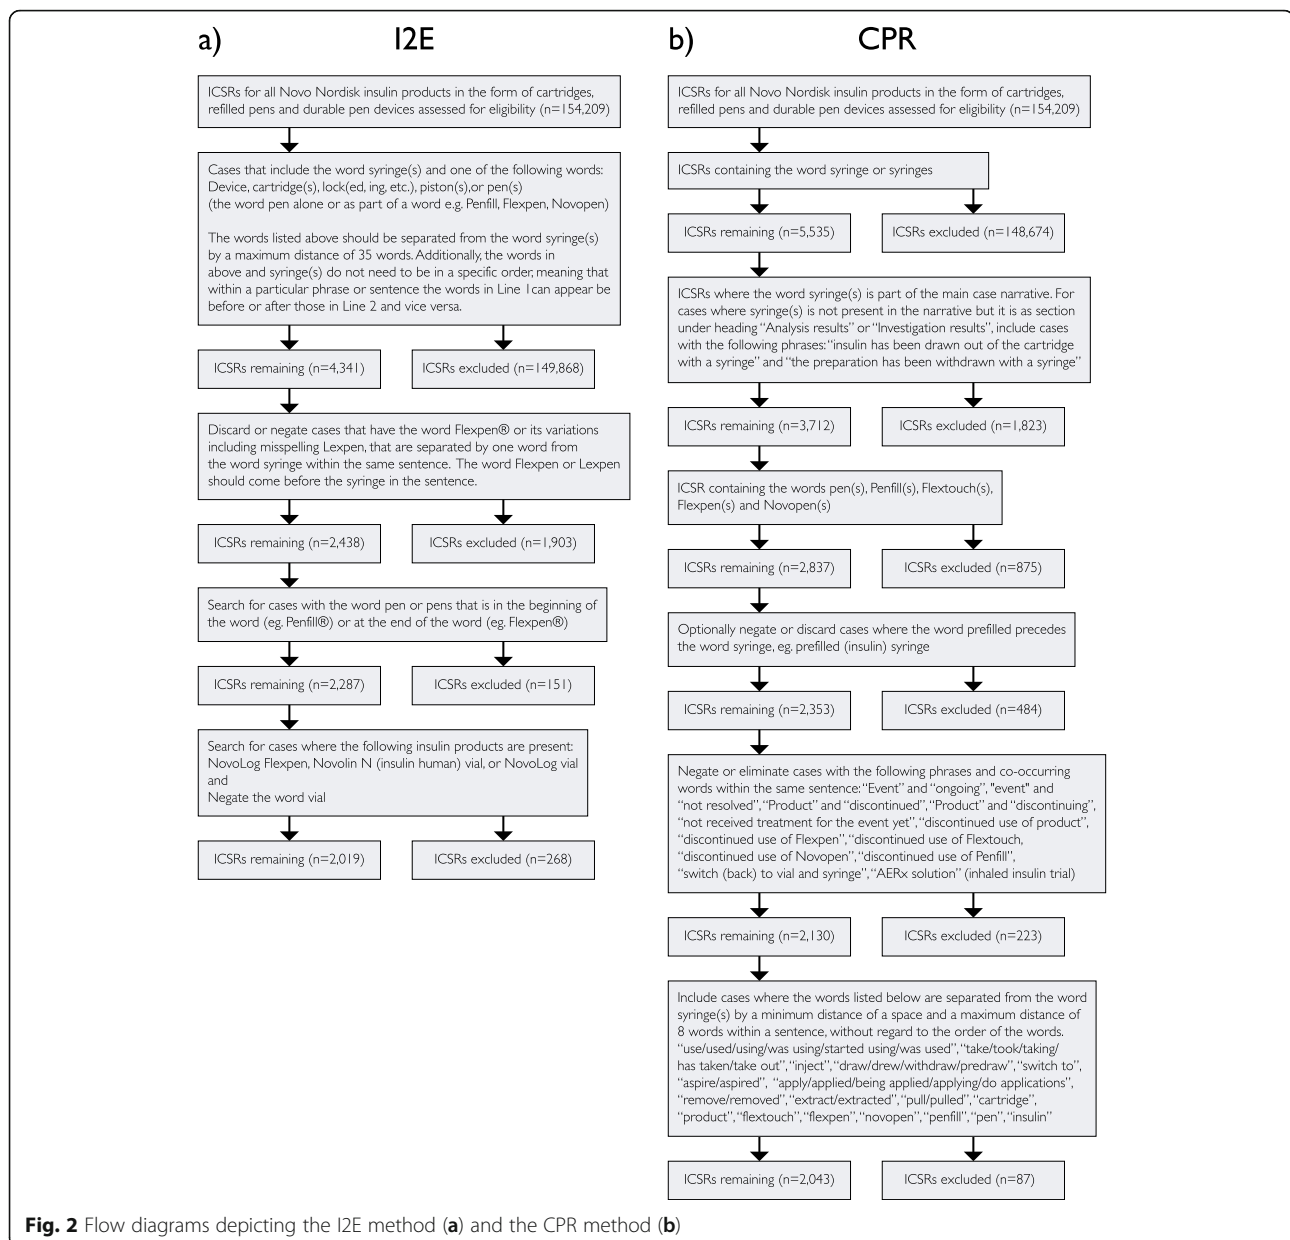 a) I2E
ICSRs for all Novo Nordisk insulin products in the form of cartridges,
refilled pens and durable pen devices assessed for eligibility (n=154,209)
Cases that include the word syringe(s) and one of the following words:
Device, cartridge(s), lock(ed, ing, etc.), piston(s),or pen(s)
(the word pen alone or as part of a word e.g. Penfill, Flexpen, Novopen)
The words listed above should be separated from the word syringe(s)
by a maximum distance of 35 words. Additionally, the words in
above and syringe(s) do not need to be in a specific order, meaning that
within a particular phrase or sentence the words in Line 1can appear be
before or after those in Line 2 and vice versa.
ICSRs remaining (n=4,341)
ICSRs excluded (n=149,868)
Discard or negate cases that have the word Flexpen® or its variations
including misspelling Lexpen, that are separated by one word from
the word syringe within the same sentence. The word Flexpen or Lexpen
should come before the syringe in the sentence.
ICSRs remaining (n=2,438)
ICSRs excluded (n=1,903)
Search for cases with the word pen or pens that is in the beginning of
the word (eg. Penfill®) or at the end of the word (eg. Flexpen®)
ICSRs remaining (n=2,287)
ICSRs excluded (n=151)
Search for cases where the following insulin products are present:
NovoLog Flexpen, Novolin N (insulin human) vial, or NovoLog vial
and
Negate the word vial
ICSRs remaining (n=2,019)
ICSRs excluded (n=268)
b) CPR
ICSRs for all Novo Nordisk insulin products in the form of cartridges,
refilled pens and durable pen devices assessed for eligibility (n=154,209)
ICSRs containing the word syringe or syringes
ICSRs remaining (n=5,535)
ICSRs excluded (n=148,674)
ICSRs where the word syringe(s) is part of the main case narrative. For
cases where syringe(s) is not present in the narrative but it is as section
under heading “Analysis results” or “Investigation results”, include cases
with the following phrases: “insulin has been drawn out of the cartridge
with a syringe” and “the preparation has been withdrawn with a syringe”
ICSRs remaining (n=3,712)
ICSRs excluded (n=1,823)
ICSR containing the words pen(s), Penfill(s), Flextouch(s),
Flexpen(s) and Novopen(s)
ICSRs remaining (n=2,837)
ICSRs excluded (n=875)
Optionally negate or discard cases where the word prefilled precedes
the word syringe, eg. prefilled (insulin) syringe
ICSRs remaining (n=2,353)
ICSRs excluded (n=484)
Negate or eliminate cases with the following phrases and co-occurring
words within the same sentence: “Event” and “ongoing”, "event" and
“not resolved”, “Product” and “discontinued”, “Product” and “discontinuing”,
“not received treatment for the event yet”, “discontinued use of product”,
“discontinued use of Flexpen”, “discontinued use of Flextouch,
“discontinued use of Novopen”, “discontinued use of Penfill”,
“switch (back) to vial and syringe”, “AERx solution” (inhaled insulin trial)
ICSRs remaining (n=2,130)
ICSRs excluded (n=223)
Include cases where the words listed below are separated from the word
syringe(s) by a minimum distance of a space and a maximum distance of
8 words within a sentence, without regard to the order of the words.
“use/used/using/was using/started using/was used”, “take/took/taking/
has taken/take out”, “inject”, “draw/drew/withdraw/predraw”, “switch to”,
“aspire/aspired”, “apply/applied/being applied/applying/do applications”,
“remove/removed”, “extract/extracted”, “pull/pulled”, “cartridge”,
“product”, “flextouch”, “flexpen”, “novopen”, “penfill”, “pen”, “insulin”
ICSRs remaining (n=2,043)
ICSRs excluded (n=87)
Fig. 2 Flow diagrams depicting the I2E method (a) and the CPR method (b)